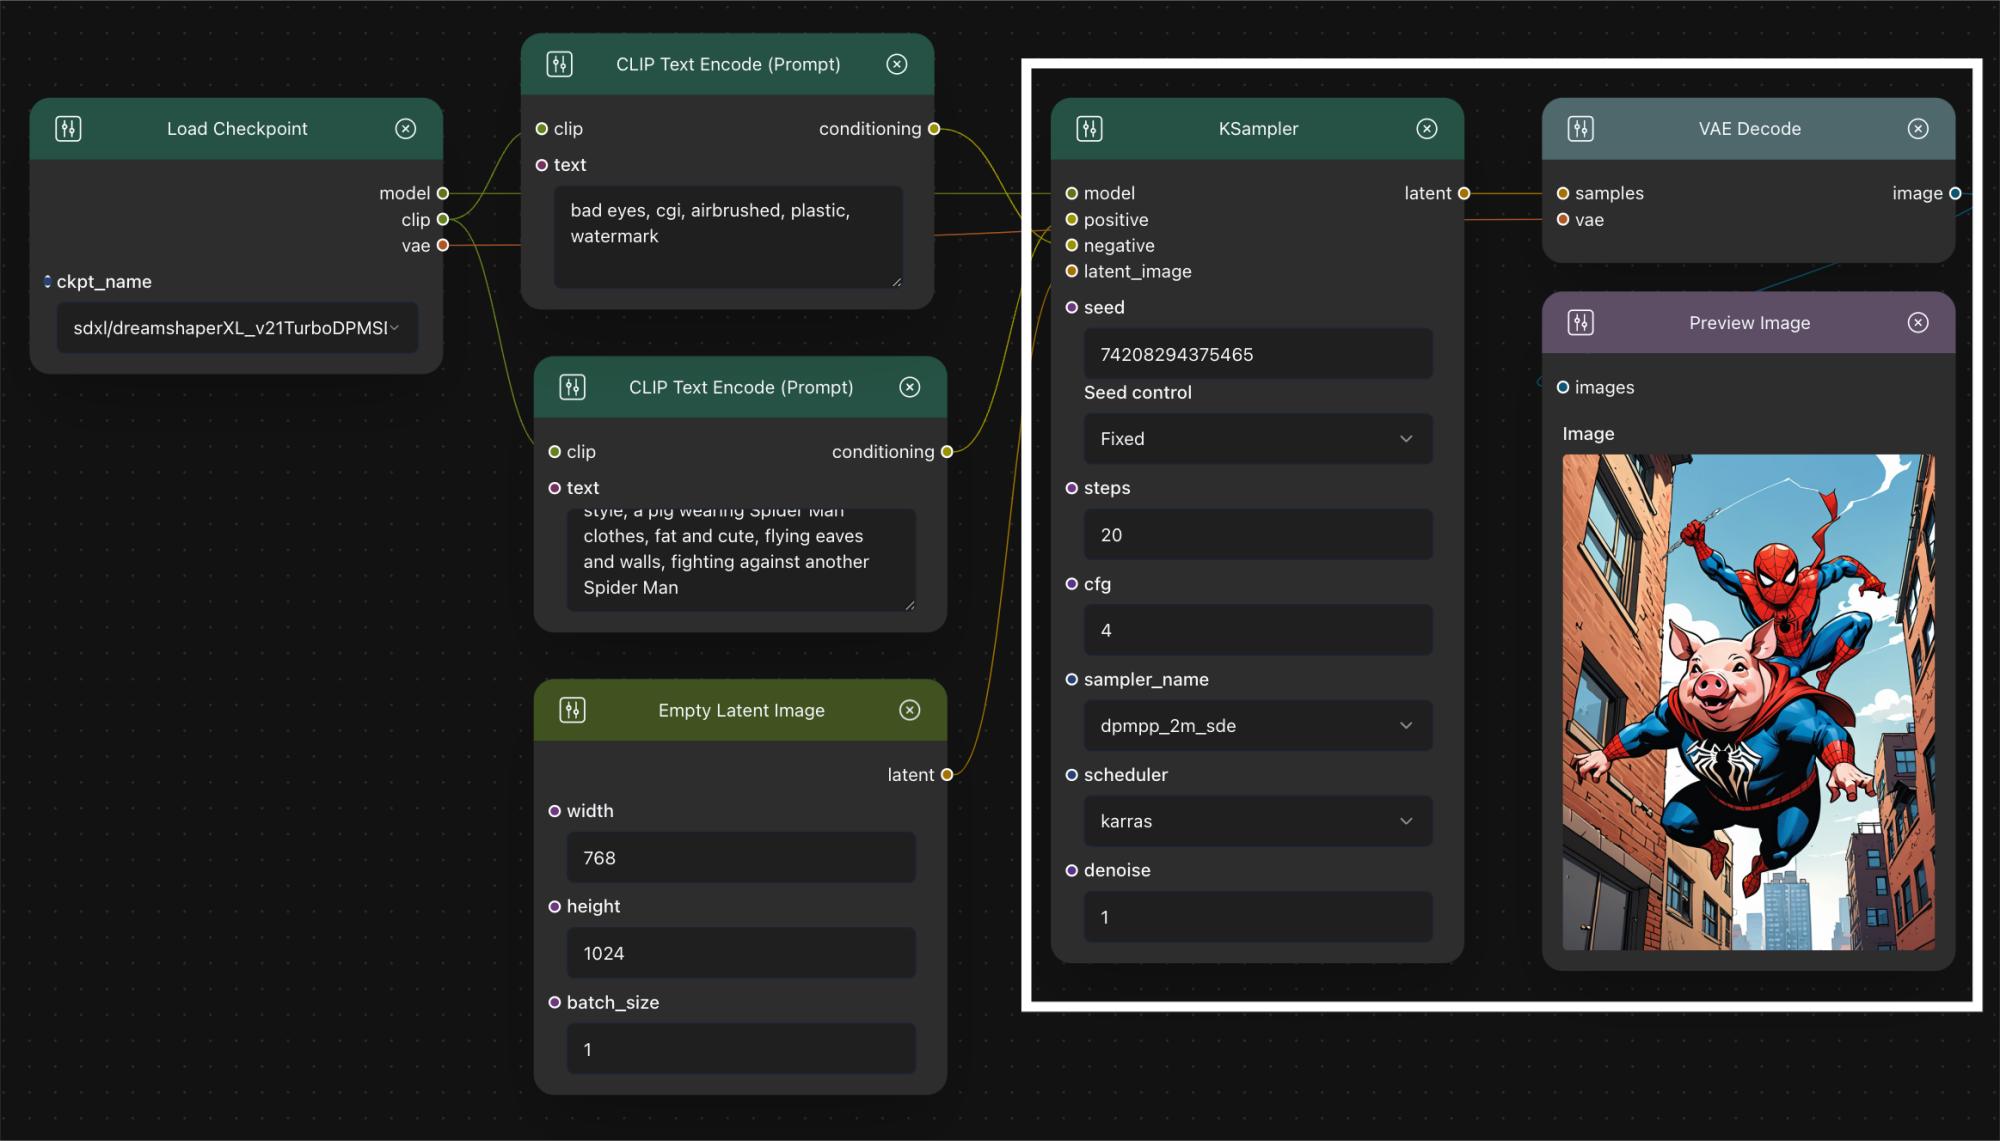 Load Checkpoint
model
clip
vae
ckpt_name
sdxl/dreamshaperXL_v21TurboDPMSI
CLIP Text Encode (Prompt)
clip
conditioning
text
bad eyes, cgi, airbrushed, plastic,
watermark
CLIP Text Encode (Prompt)
clip
conditioning
text
style, a pig wearing Spider Man
clothes, fat and cute, flying eaves
and walls, fighting against another
Spider Man
Empty Latent Image
latent
width
768
height
1024
batch_size
1
KSampler
model
latent
positive
negative
latent_image
seed
74208294375465
Seed control
Fixed
steps
20
cfg
4
sampler_name
dpmpp_2m_sde
scheduler
karras
denoise
1
VAE Decode
samples
image
vae
Preview Image
images
Image